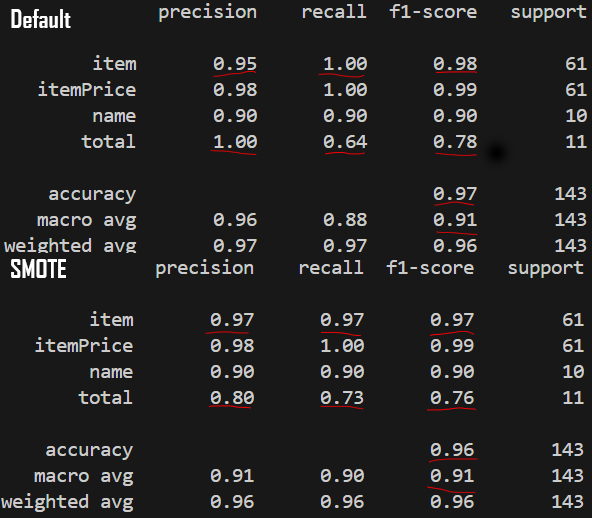 Default precision recall f1-score support
item 0.95 1.00 0.98 61
itemPrice 0.98 1.00 0.99 61
name 0.90 0.90 0.90 10
total 1.00 0.64 0.78 11
accuracy 0.97 143
macro avg 0.96 0.88 0.91 143
weighted avg 0.97 0.97 0.96 143
SMOTE precision recall f1-score support
item 0.97 0.97 0.97 61
itemPrice 0.98 1.00 0.99 61
name 0.90 0.90 0.90 10
total 0.80 0.73 0.76 11
accuracy 0.96 143
macro avg 0.91 0.90 0.91 143
weighted avg 0.96 0.96 0.96 143